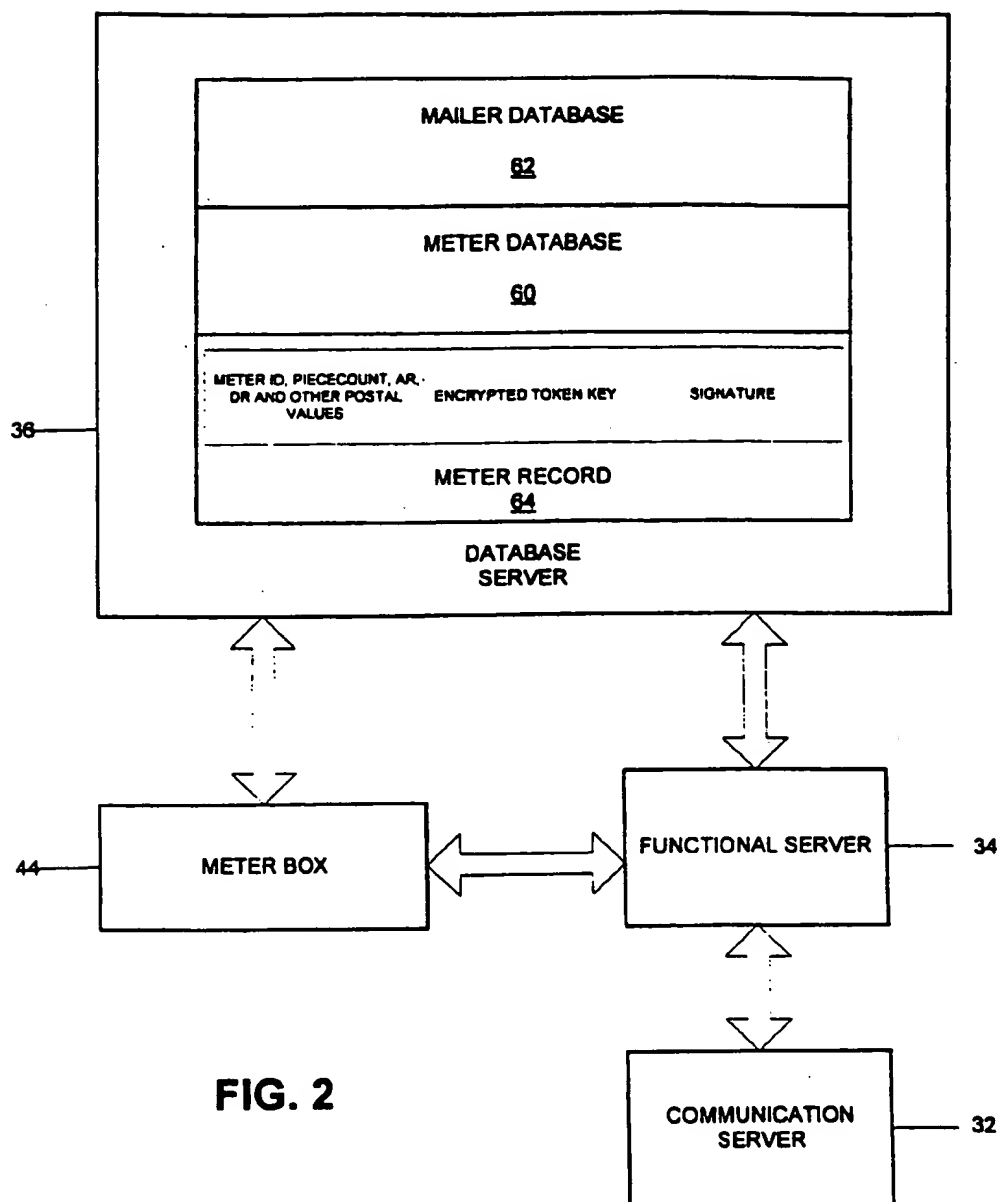 MAILER DATABASE
62
METER DATABASE
60
METER ID, PIECECOUNT, AR,
DR AND OTHER POSTAL
VALUES
ENCRYPTED TOKEN KEY
SIGNATURE
36
METER RECORD
64
DATABASE
SERVER
44
METER BOX
FUNCTIONAL SERVER
34
FIG. 2
COMMUNICATION
SERVER
32